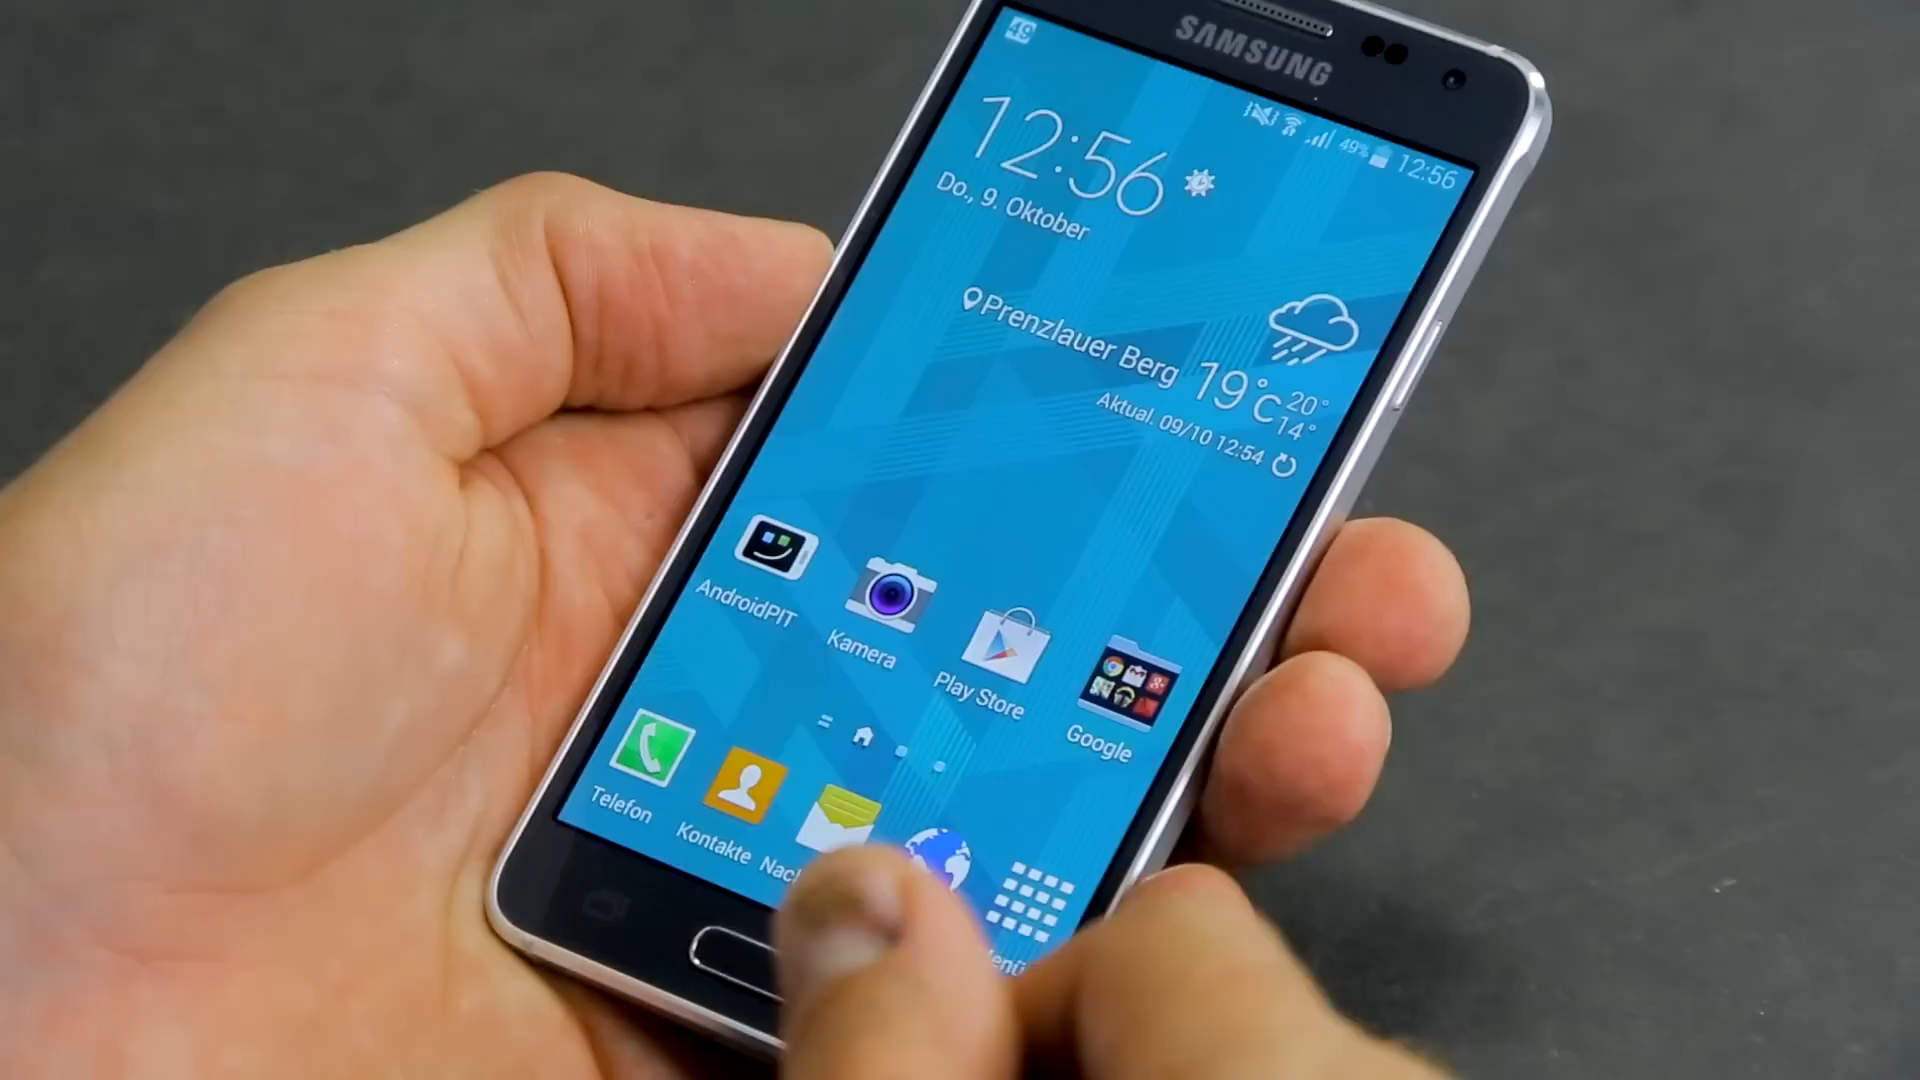 SAMSUNG
49
49% 12:56
12:56
Do., 9. Oktober
Prenzlauer Berg 19°C 20°
14°
Aktual. 09/10 12:54
AndroidPIT
Kamera
Play Store
Google
Telefon
Kontakte